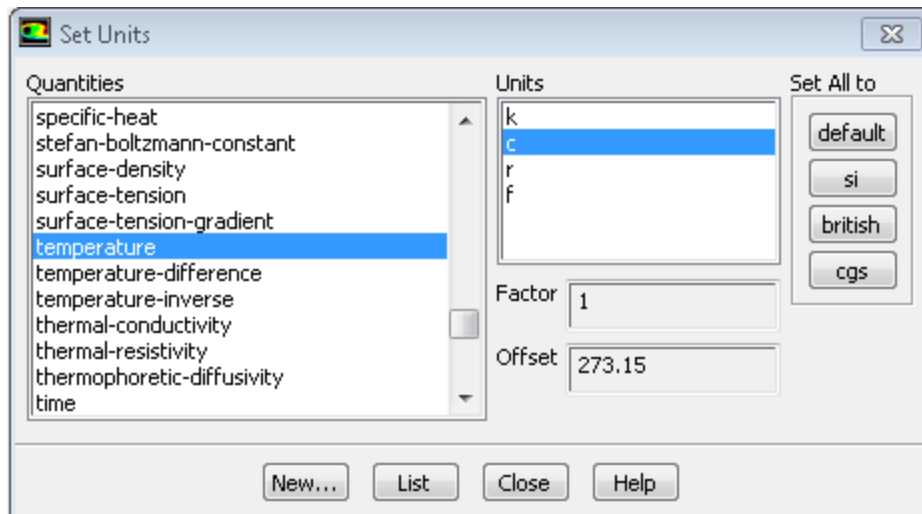 Set Units
Quantities
specific-heat
stefan-boltzmann-constant
surface-density
surface-tension
surface-tension-gradient
temperature
temperature-difference
temperature-inverse
thermal-conductivity
thermal-resistivity
thermophoretic-diffusivity
time
Units
k
c
r
f
Factor 1
Offset 273.15
Set All to
default
si
british
cgs
New... List Close Help